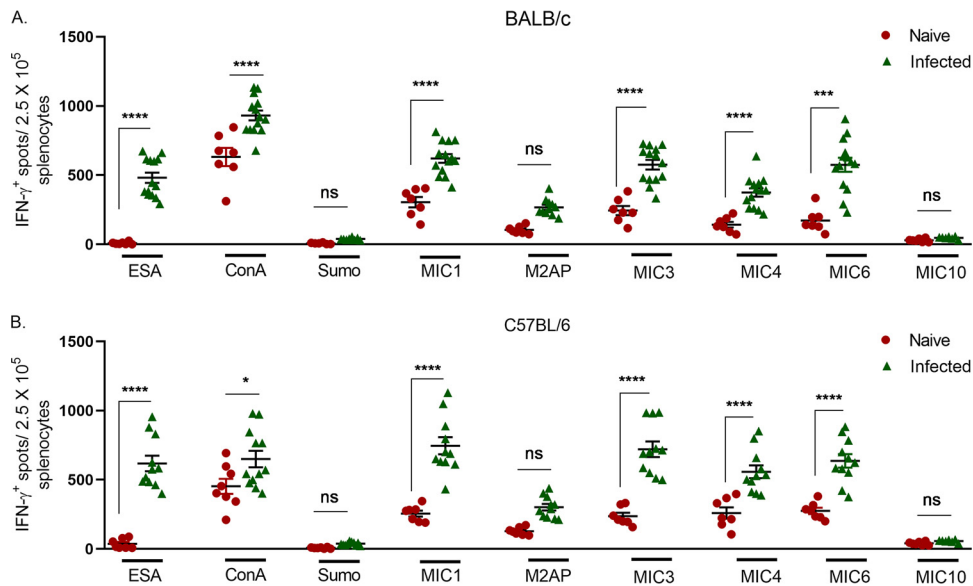 A.
BALB/c
IFN-γ+ spots/ 2.5 X 10^5
splenocytes
1500
1000
500
0
Naive
Infected
**** **** ns **** ns **** **** *** ns
ESA ConA Sumo MIC1 M2AP MIC3 MIC4 MIC6 MIC10
B.
C57BL/6
IFN-γ+ spots/ 2.5 X 10^5
splenocytes
1500
1000
500
0
Naive
Infected
**** * ns **** ns **** **** **** ns
ESA ConA Sumo MIC1 M2AP MIC3 MIC4 MIC6 MIC10